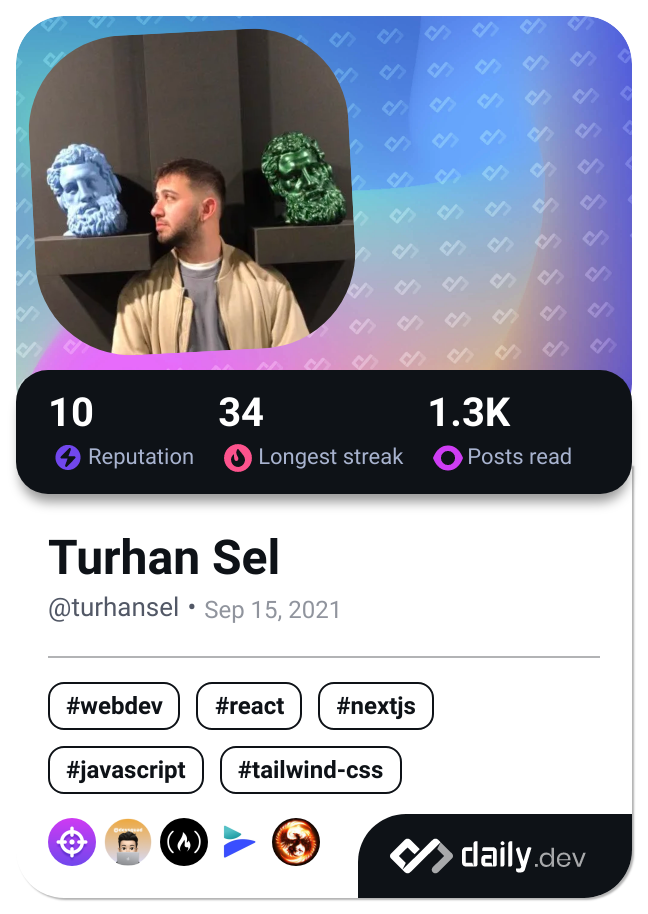 10 34 1.3K
Reputation Longest streak Posts read
Turhan Sel
@turhansel • Sep 15, 2021
#webdev #react #nextjs
#javascript #tailwind-css
daily.dev